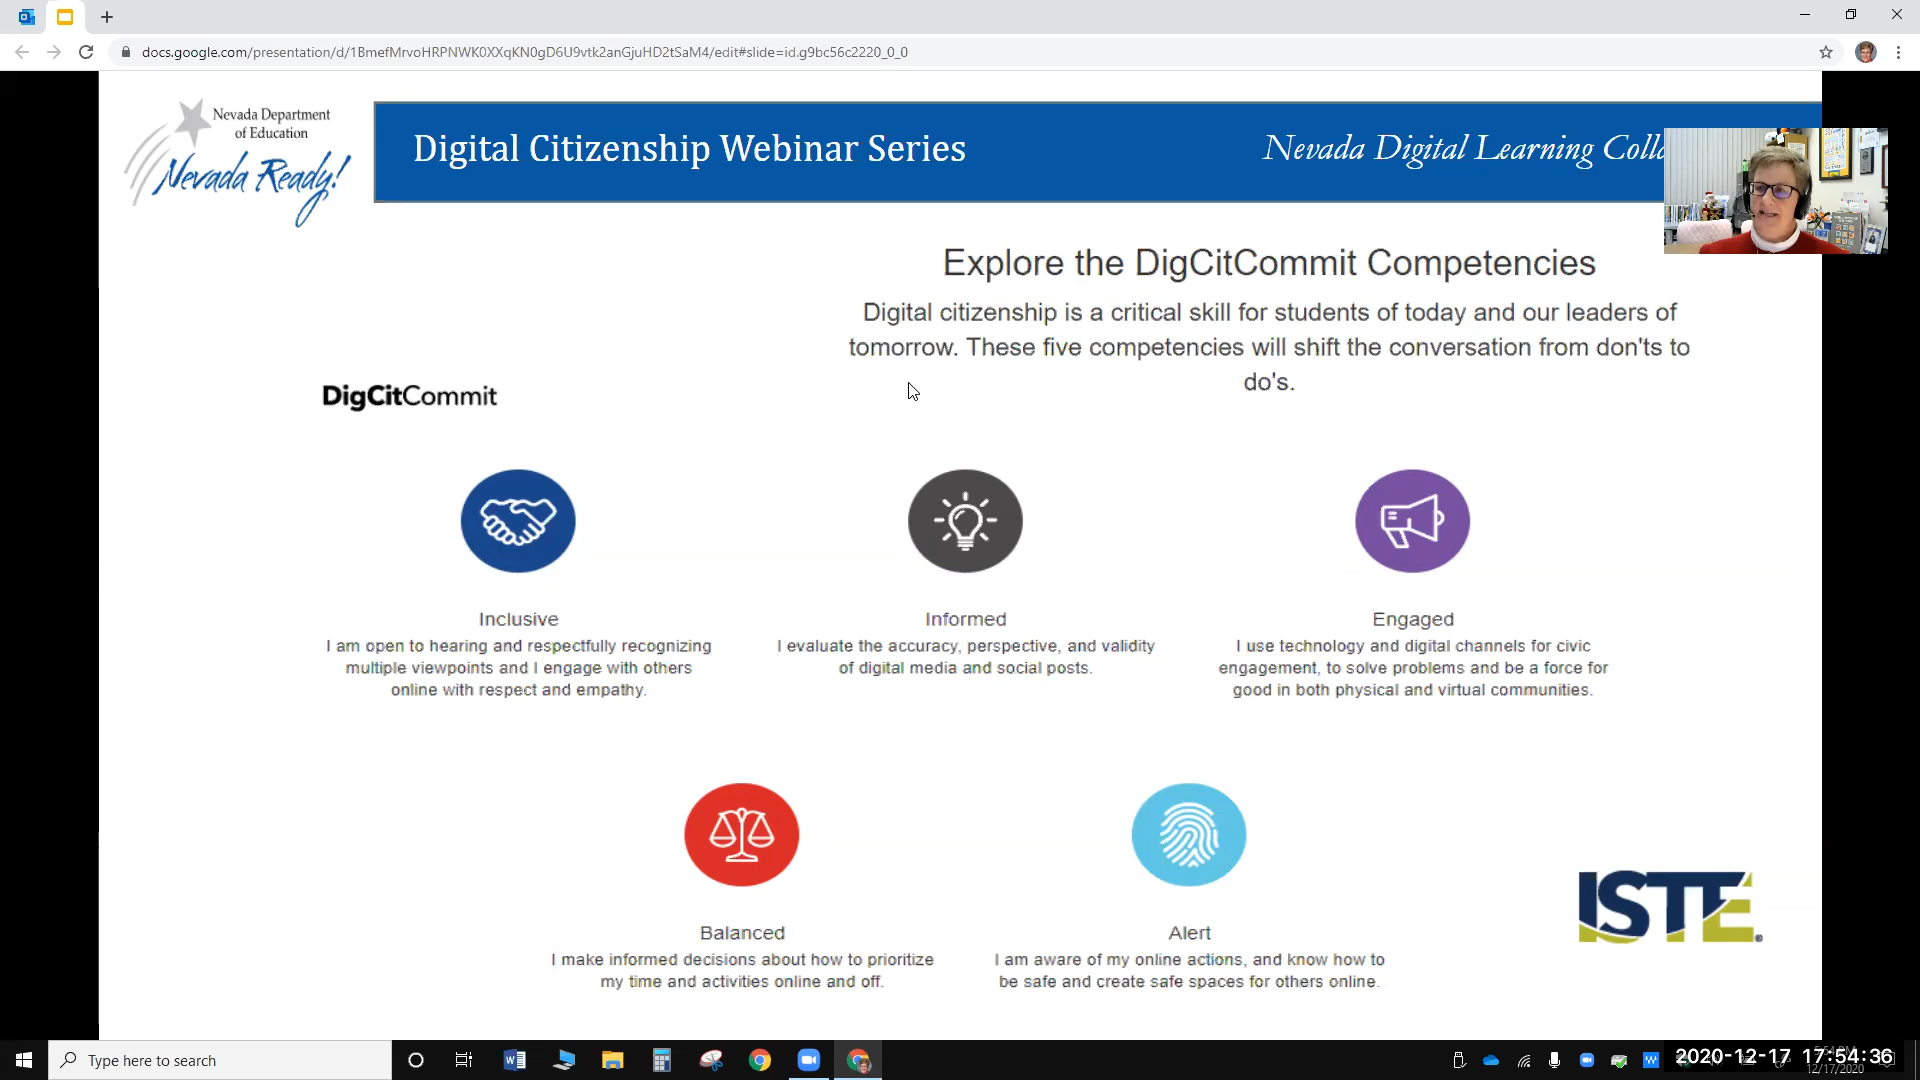 docs.google.com/presentation/d/1BmefMrvoHRPNWK0XXqKN0gD6U9vtk2anGjuHD2tSaM4/edit#slide=id.g9bc56c2220_0_0
Nevada Department
of Education
Nevada Ready!
Digital Citizenship Webinar Series
Nevada Digital Learning Colla
Explore the DigCitCommit Competencies
Digital citizenship is a critical skill for students of today and our leaders of
tomorrow. These five competencies will shift the conversation from don'ts to
do's.
DigCitCommit
Inclusive
I am open to hearing and respectfully recognizing
multiple viewpoints and I engage with others
online with respect and empathy.
Informed
I evaluate the accuracy, perspective, and validity
of digital media and social posts.
Engaged
I use technology and digital channels for civic
engagement, to solve problems and be a force for
good in both physical and virtual communities.
Balanced
I make informed decisions about how to prioritize
my time and activities online and off.
Alert
I am aware of my online actions, and know how to
be safe and create safe spaces for others online.
ISTE
Type here to search
2020-12-17 17:54:36
12/17/2020